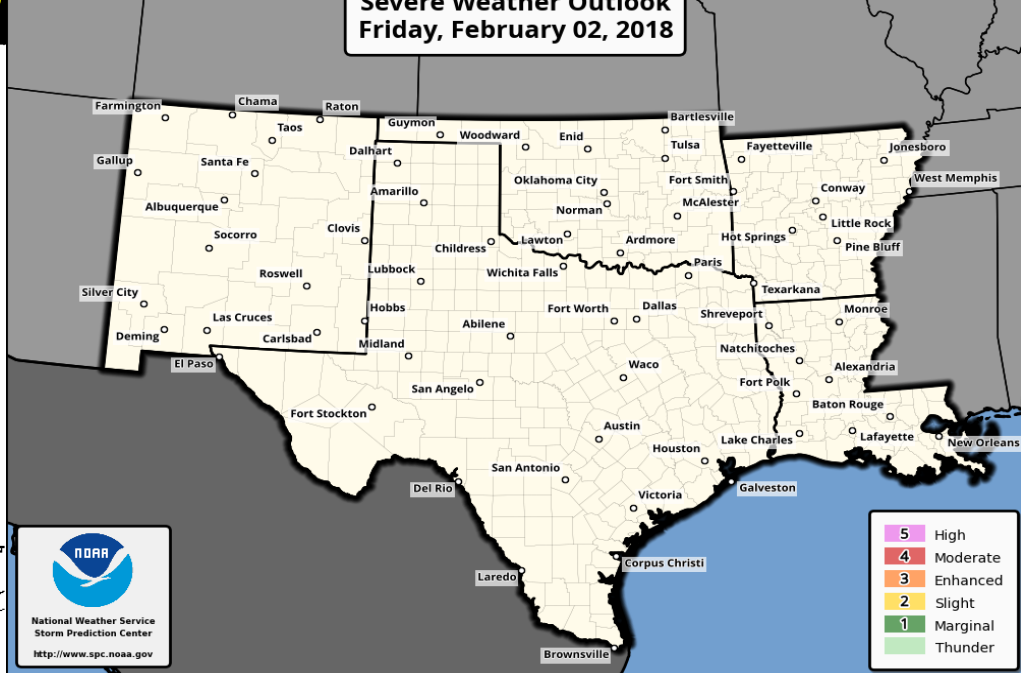 Severe Weather Outlook
Friday, February 02, 2018
Farmington
Chama
Raton
Taos
Guymon
Woodward
Enid
Bartlesville
Tulsa
Fayetteville
Jonesboro
Gallup
Santa Fe
Dalhart
Amarillo
Oklahoma City
Fort Smith
West Memphis
Conway
Albuquerque
Norman
McAlester
Little Rock
Socorro
Clovis
Childress
Lawton
Ardmore
Hot Springs
Pine Bluff
Roswell
Lubbock
Wichita Falls
Paris
Texarkana
Silver City
Hobbs
Fort Worth
Dallas
Shreveport
Monroe
Deming
Las Cruces
Carlsbad
Midland
Abilene
Natchitoches
El Paso
Waco
Alexandria
San Angelo
Fort Polk
Fort Stockton
Baton Rouge
Austin
Houston
Lake Charles
Lafayette
New Orleans
San Antonio
Del Rio
Victoria
Galveston
Corpus Christi
Laredo
Brownsville
NOAA
National Weather Service
Storm Prediction Center
http://www.spc.noaa.gov
5 High
4 Moderate
3 Enhanced
2 Slight
1 Marginal
Thunder